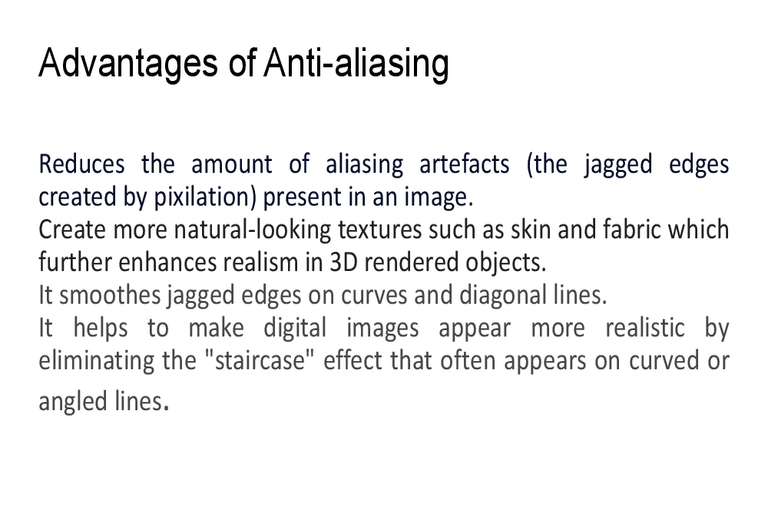 Advantages of Anti-aliasing
Reduces the amount of aliasing artefacts (the jagged edges
created by pixilation) present in an image.
Create more natural-looking textures such as skin and fabric which
further enhances realism in 3D rendered objects.
It smoothes jagged edges on curves and diagonal lines.
It helps to make digital images appear more realistic by
eliminating the "staircase" effect that often appears on curved or
angled lines.